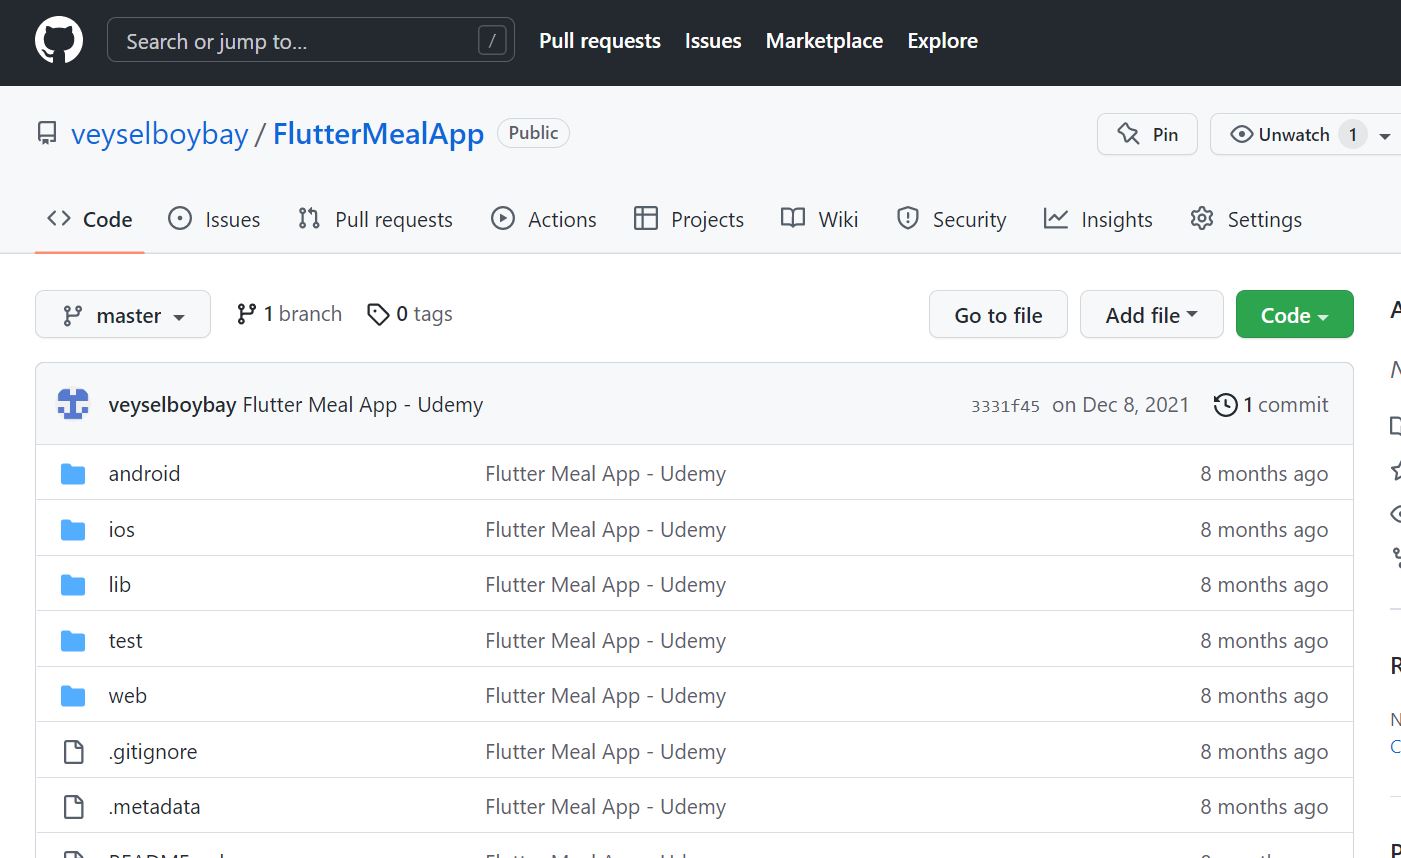 Search or jump to... /
Pull requests Issues Marketplace Explore
veyselboybay / FlutterMealApp Public
Pin
Unwatch 1
Code Issues Pull requests Actions Projects Wiki Security Insights Settings
master 1 branch 0 tags
Go to file Add file Code
veyselboybay Flutter Meal App - Udemy 3331f45 on Dec 8, 2021 1 commit
android Flutter Meal App - Udemy 8 months ago
ios Flutter Meal App - Udemy 8 months ago
lib Flutter Meal App - Udemy 8 months ago
test Flutter Meal App - Udemy 8 months ago
web Flutter Meal App - Udemy 8 months ago
.gitignore Flutter Meal App - Udemy 8 months ago
.metadata Flutter Meal App - Udemy 8 months ago